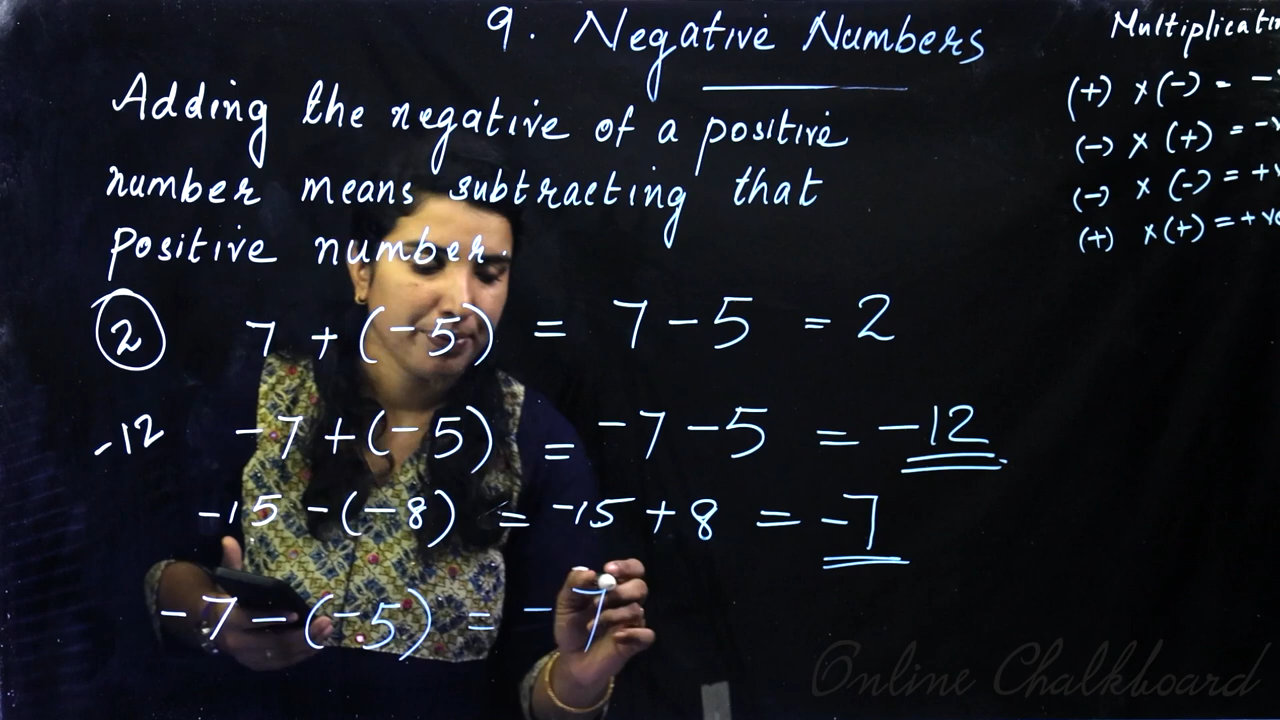 9. Negative Numbers
Adding the negative of a positive
number means subtracting that
positive number.
2 7 + (-5) = 7 - 5 = 2
-12 -7 + (-5) = -7 - 5 = -12
-15 - (-8) = -15 + 8 = -7
-7 - (-5) = -7
(+) × (-) = -
(-) × (+) = -v
(-) × (-) = +v
(+) × (+) = +ve
Online Chalkboard